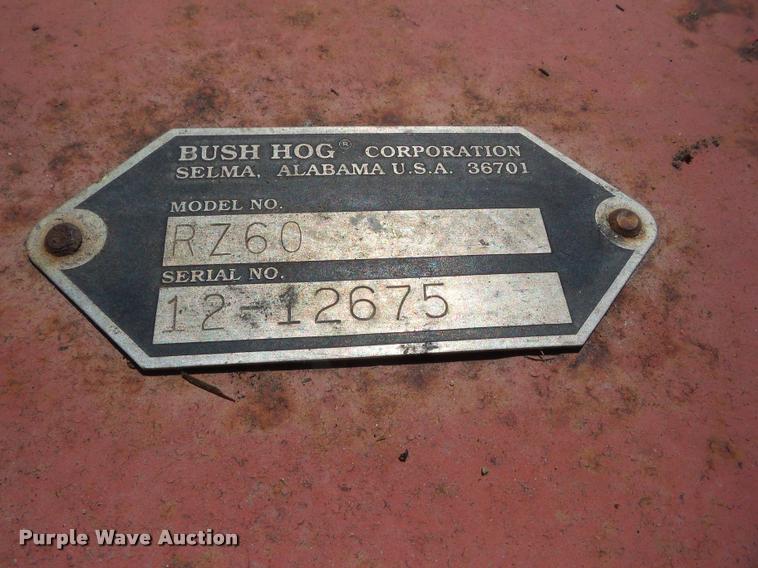 BUSH HOG® CORPORATION
SELMA, ALABAMA U.S.A. 36701
MODEL NO.
RZ60
SERIAL NO.
12-12675
Purple Wave Auction